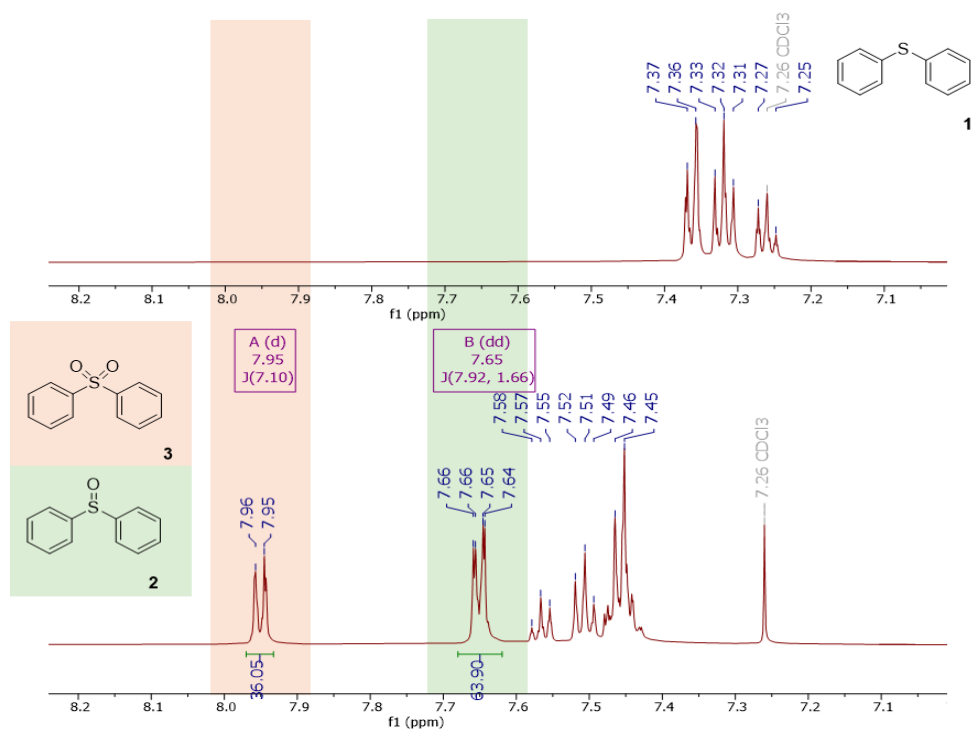 7.37
7.36
7.33
7.32
7.31
7.27
7.26 CDCl3
7.25
S
1
8.2 8.1 8.0 7.9 7.8 7.7 7.6 7.5 7.4 7.3 7.2 7.1
f1 (ppm)
O O
S
3
O
S
2
A (d)
7.95
J(7.10)
B (dd)
7.65
J(7.92, 1.66)
7.96
7.95
7.66
7.66
7.65
7.64
7.58
7.57
7.55
7.52
7.51
7.49
7.46
7.45
7.26 CDCl3
36.05
63.90
8.2 8.1 8.0 7.9 7.8 7.7 7.6 7.5 7.4 7.3 7.2 7.1
f1 (ppm)